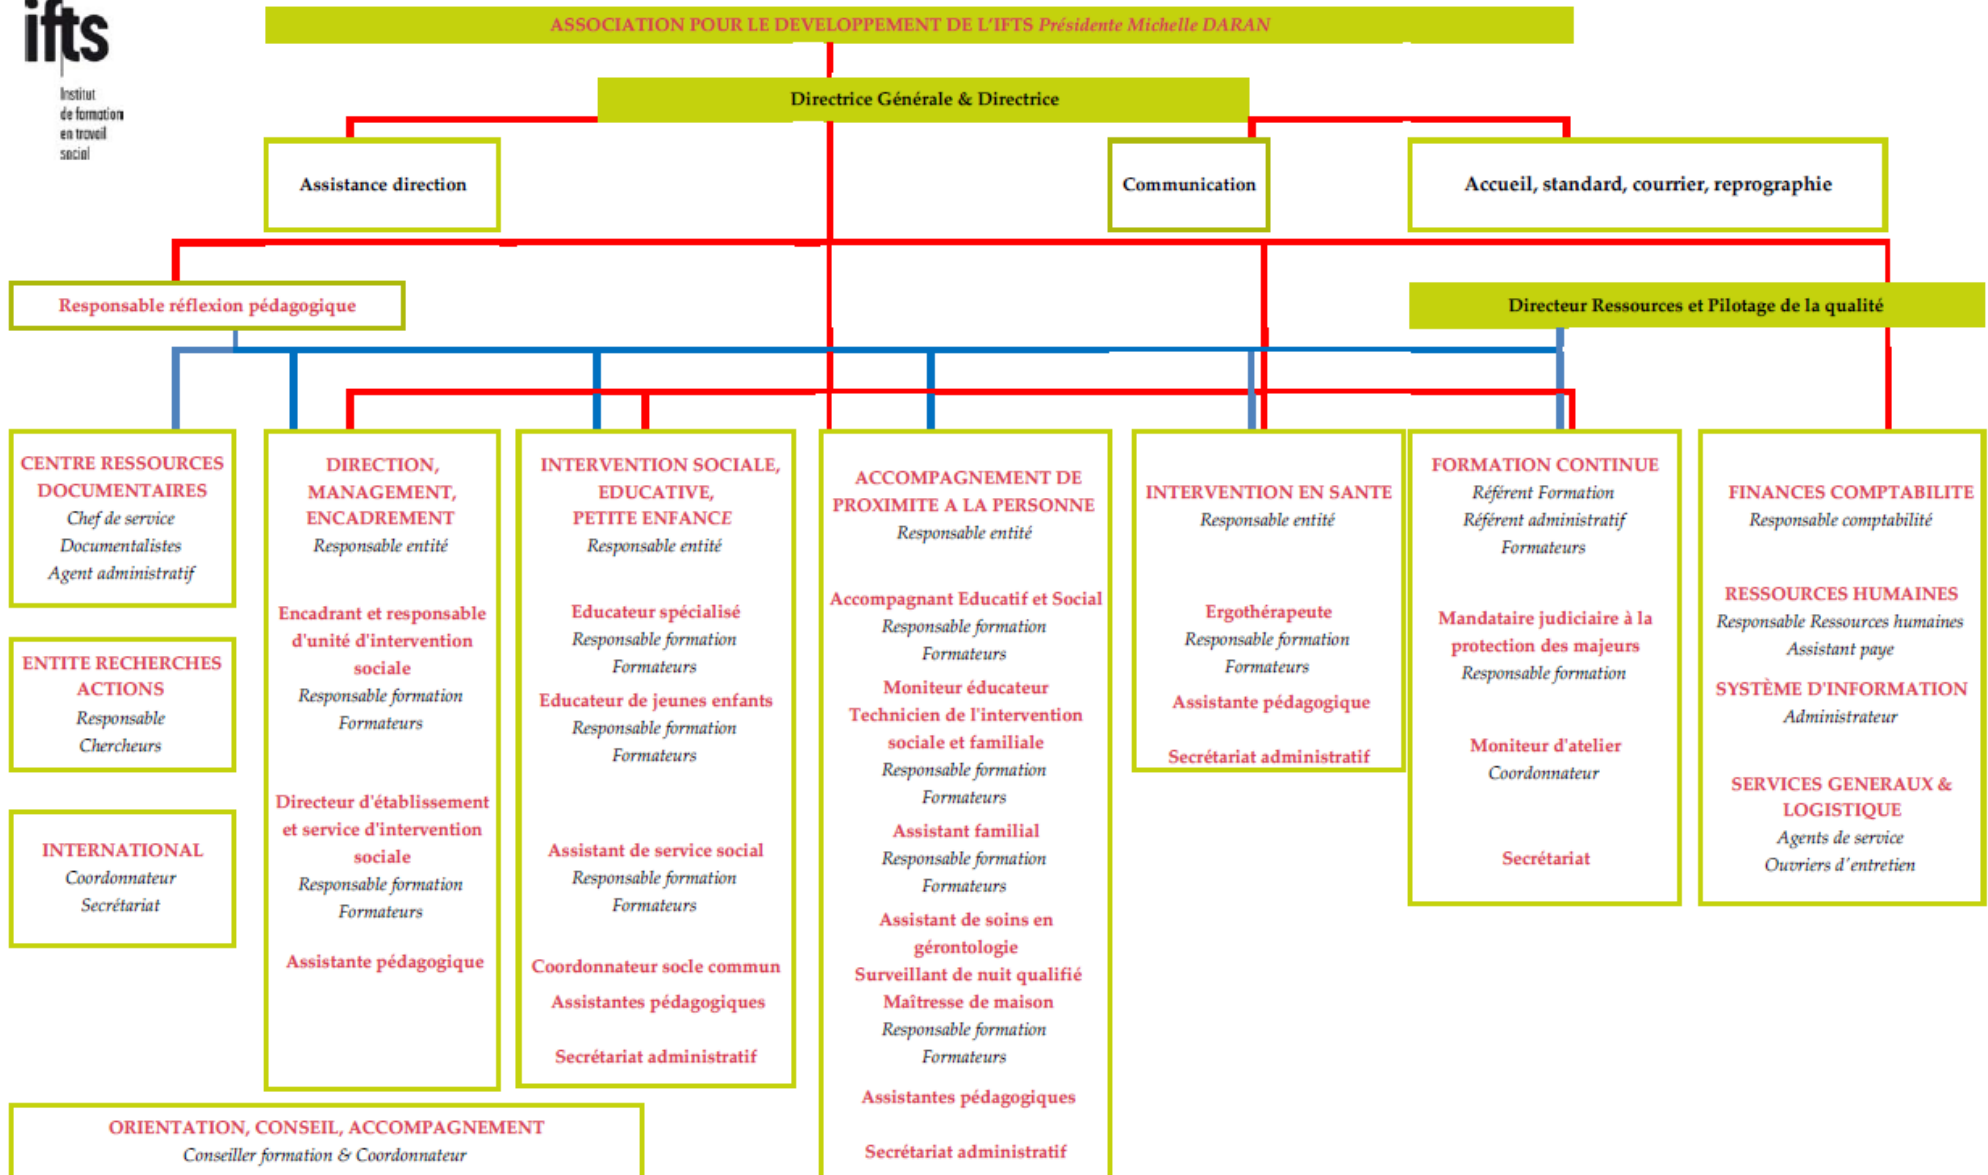 ifts
Institut
de formation
en travail
social
ASSOCIATION POUR LE DEVELOPPEMENT DE L'IFTS Présidente Michelle DARAN
Directrice Générale & Directrice
Assistance direction
Communication
Accueil, standard, courrier, reprographie
Responsable réflexion pédagogique
Directeur Ressources et Pilotage de la qualité
CENTRE RESSOURCES
DOCUMENTAIRES
Chef de service
Documentalistes
Agent administratif
ENTITE RECHERCHES
ACTIONS
Responsable
Chercheurs
INTERNATIONAL
Coordonnateur
Secrétariat
DIRECTION,
MANAGEMENT,
ENCADREMENT
Responsable entité
Encadrant et responsable
d'unité d'intervention
sociale
Responsable formation
Formateurs
Directeur d'établissement
et service d'intervention
sociale
Responsable formation
Formateurs
Assistante pédagogique
INTERVENTION SOCIALE,
EDUCATIVE,
PETITE ENFANCE
Responsable entité
Educateur spécialisé
Responsable formation
Formateurs
Educateur de jeunes enfants
Responsable formation
Formateurs
Assistant de service social
Responsable formation
Formateurs
Coordonnateur socle commun
Assistantes pédagogiques
Secrétariat administratif
ACCOMPAGNEMENT DE
PROXIMITE A LA PERSONNE
Responsable entité
Accompagnant Educatif et Social
Responsable formation
Formateurs
Moniteur éducateur
Technicien de l'intervention
sociale et familiale
Responsable formation
Formateurs
Assistant familial
Responsable formation
Formateurs
Assistant de soins en
gérontologie
Surveillant de nuit qualifié
Maîtresse de maison
Responsable formation
Formateurs
Assistantes pédagogiques
Secrétariat administratif
INTERVENTION EN SANTE
Responsable entité
Ergothérapeute
Responsable formation
Formateurs
Assistante pédagogique
Secrétariat administratif
FORMATION CONTINUE
Référent Formation
Référent administratif
Formateurs
Mandataire judiciaire à la
protection des majeurs
Responsable formation
Moniteur d'atelier
Coordonnateur
Secrétariat
FINANCES COMPTABILITE
Responsable comptabilité
RESSOURCES HUMAINES
Responsable Ressources humaines
Assistant paye
SYSTÈME D'INFORMATION
Administrateur
SERVICES GENERAUX &
LOGISTIQUE
Agents de service
Ouvriers d'entretien
ORIENTATION, CONSEIL, ACCOMPAGNEMENT
Conseiller formation & Coordonnateur